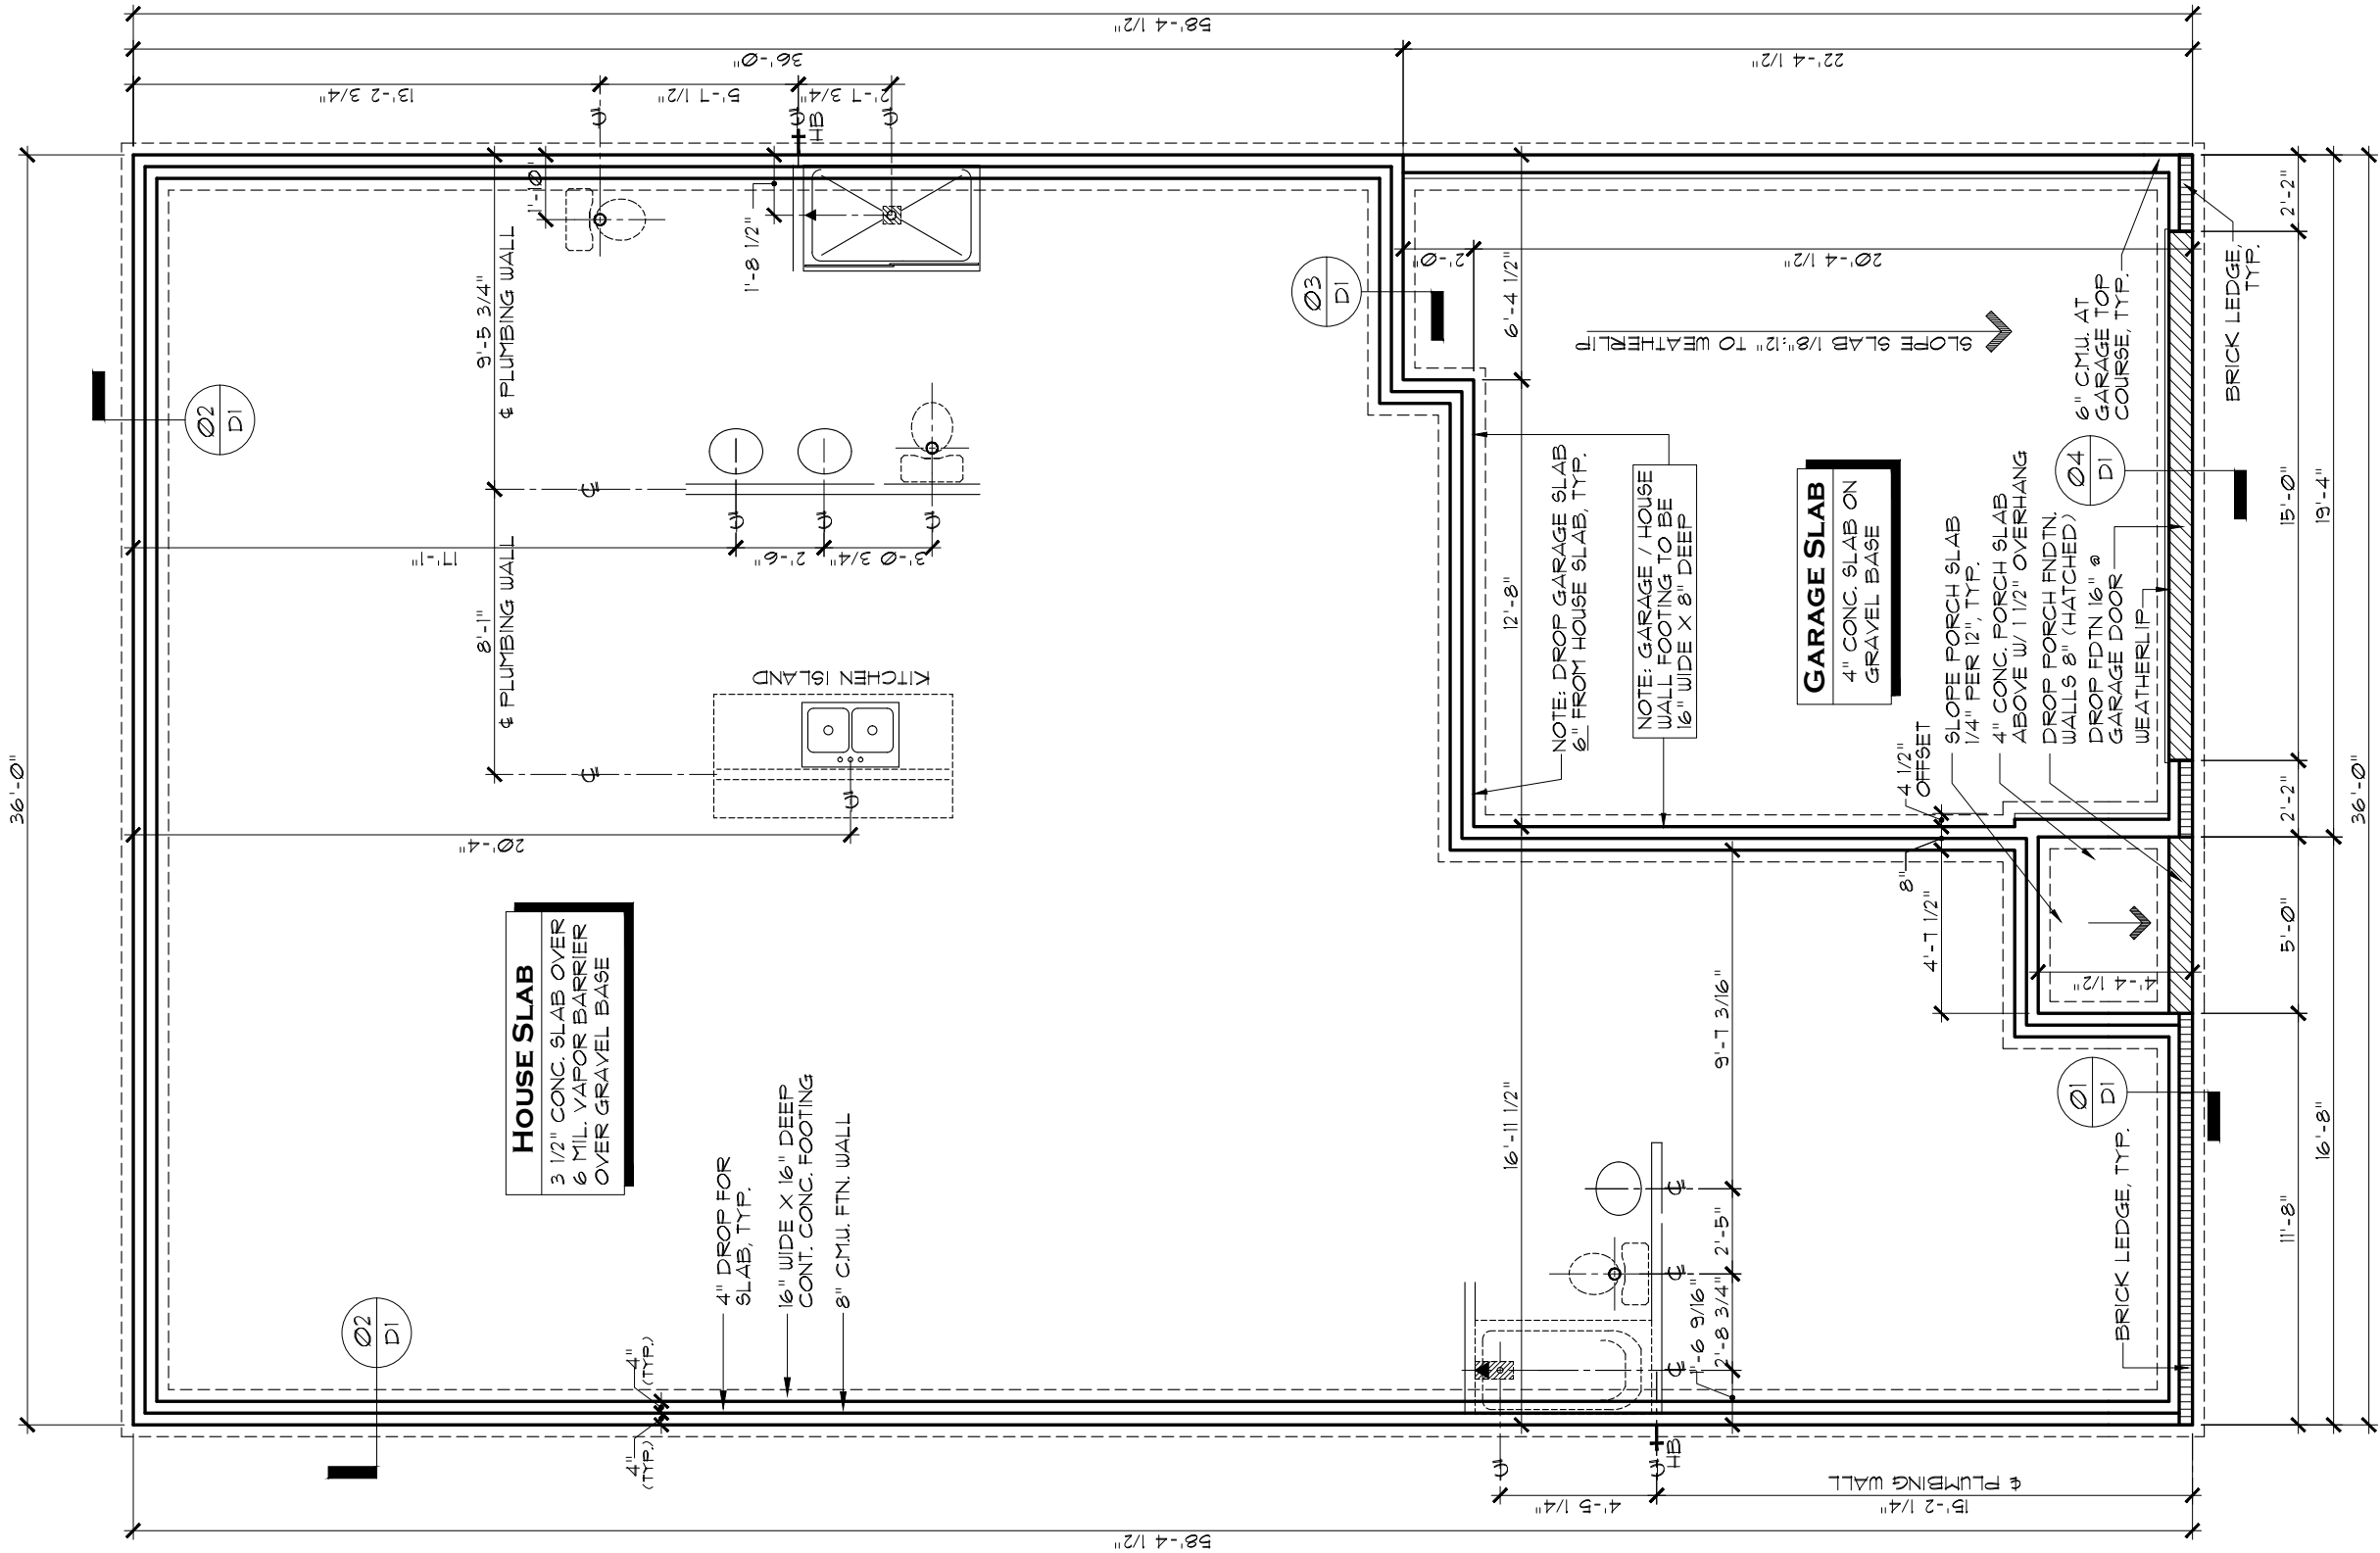 36'-0"
58'-4 1/2"
36'-0"
22'-4 1/2"
13'-2 3/4"
5'-7 1/2"
2'-7 3/4"
HB
1'-10"
1'-8 1/2"
9'-5 3/4"
℄ PLUMBING WALL
8'-1"
℄ PLUMBING WALL
17'-1"
2'-6"
3'-0 3/4"
20'-4"
KITCHEN ISLAND
02
D1
02
D1
03
D1
04
D1
01
D1
HOUSE SLAB
3 1/2" CONC. SLAB OVER
6 MIL. VAPOR BARRIER
OVER GRAVEL BASE
4" DROP FOR
SLAB, TYP.
16" WIDE X 16" DEEP
CONT. CONC. FOOTING
8" C.M.U. FTN. WALL
4"
(TYP.)
4"
(TYP.)
2'-0"
20'-4 1/2"
6'-4 1/2"
12'-8"
16'-11 1/2"
SLOPE SLAB 1/8":12" TO WEATHERLIP
NOTE: DROP GARAGE SLAB
6" FROM HOUSE SLAB, TYP.
NOTE: GARAGE / HOUSE
WALL FOOTING TO BE
16" WIDE X 8" DEEP
GARAGE SLAB
4" CONC. SLAB ON
GRAVEL BASE
6" C.M.U. AT
GARAGE TOP
COURSE, TYP.
BRICK LEDGE,
TYP.
4 1/2"
OFFSET
SLOPE PORCH SLAB
1/4" PER 12", TYP.
4" CONC. PORCH SLAB
ABOVE W/ 1 1/2" OVERHANG
DROP PORCH FNDTN.
WALLS 8" (HATCHED)
DROP FDTN 16" @
GARAGE DOOR
WEATHERLIP
8"
4'-7 1/2"
4'-4 1/2"
9'-7 3/16"
2'-5"
2'-8 3/4"
1'-6 9/16"
BRICK LEDGE, TYP.
HB
4'-5 1/4"
15'-2 1/4"
℄ PLUMBING WALL
58'-4 1/2"
2'-2"
15'-0"
2'-2"
5'-0"
11'-8"
19'-4"
16'-8"
36'-0"